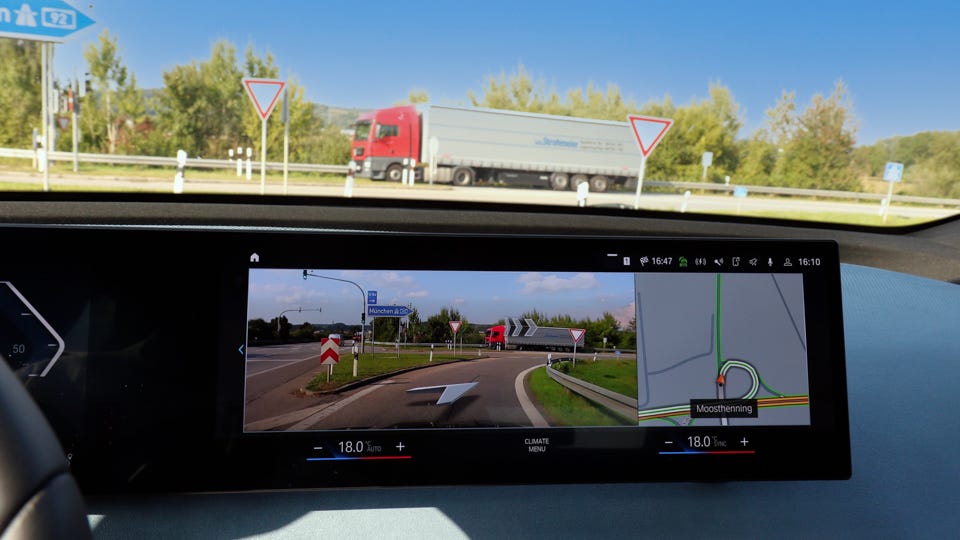 92
Strohmeier
50
16:47
16:10
München
Moosthenning
− 18.0 °C AUTO +
CLIMATE
MENU
− 18.0 °C SYNC +